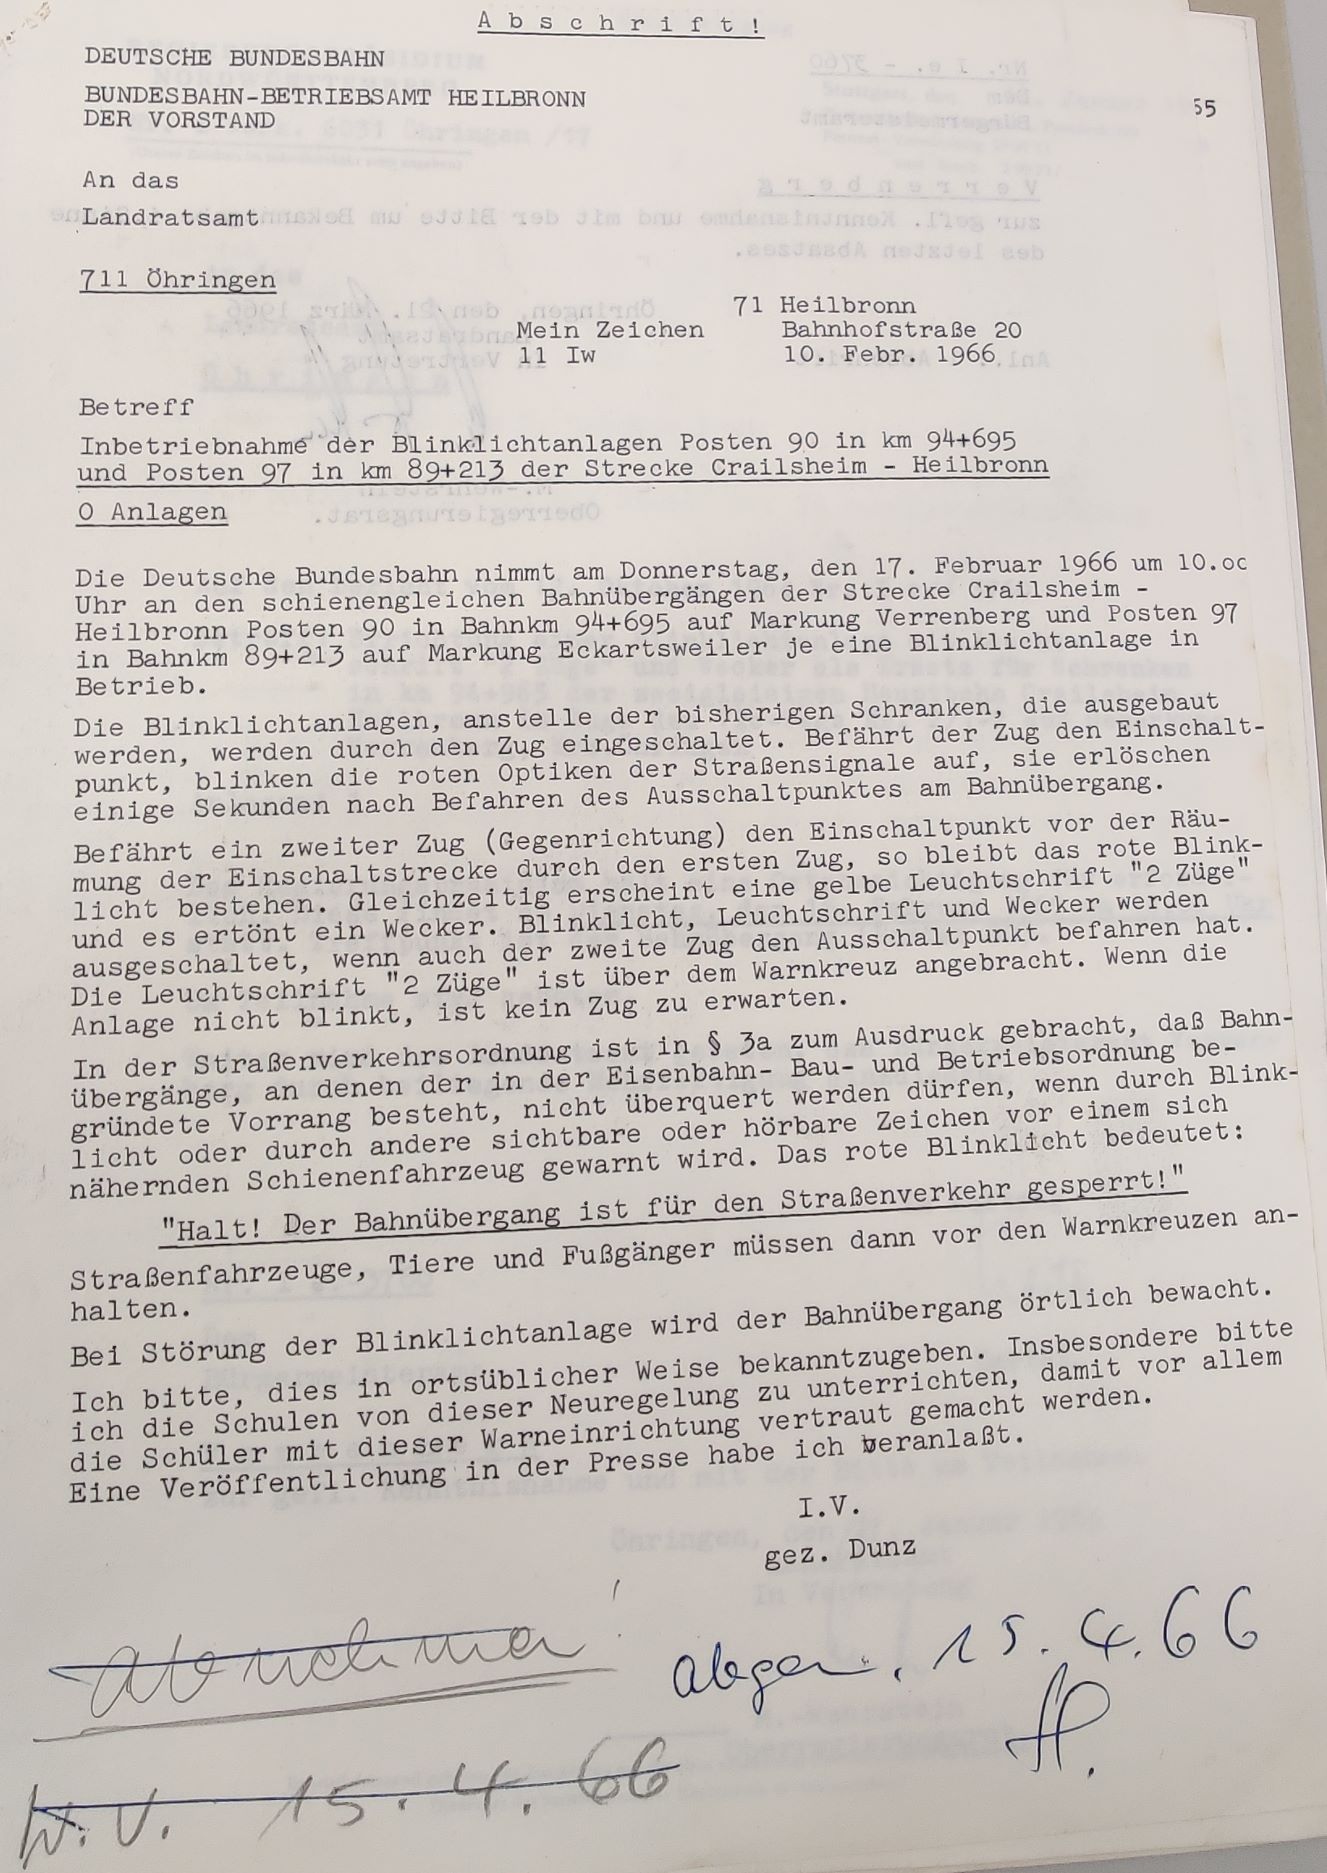 A b s c h r i f t !
DEUTSCHE BUNDESBAHN
BUNDESBAHN-BETRIEBSAMT HEILBRONN
DER VORSTAND
55
An das
Landratsamt
711 Öhringen
71 Heilbronn
Mein Zeichen Bahnhofstraße 20
11 Iw 10. Febr. 1966
Betreff
Inbetriebnahme der Blinklichtanlagen Posten 90 in km 94+695
und Posten 97 in km 89+213 der Strecke Crailsheim - Heilbronn
O Anlagen
Die Deutsche Bundesbahn nimmt am Donnerstag, den 17. Februar 1966 um 10.oc
Uhr an den schienengleichen Bahnübergängen der Strecke Crailsheim -
Heilbronn Posten 90 in Bahnkm 94+695 auf Markung Verrenberg und Posten 97
in Bahnkm 89+213 auf Markung Eckartsweiler je eine Blinklichtanlage in
Betrieb.
Die Blinklichtanlagen, anstelle der bisherigen Schranken, die ausgebaut
werden, werden durch den Zug eingeschaltet. Befährt der Zug den Einschalt-
punkt, blinken die roten Optiken der Straßensignale auf, sie erlöschen
einige Sekunden nach Befahren des Ausschaltpunktes am Bahnübergang.
Befährt ein zweiter Zug (Gegenrichtung) den Einschaltpunkt vor der Räu-
mung der Einschaltstrecke durch den ersten Zug, so bleibt das rote Blink-
licht bestehen. Gleichzeitig erscheint eine gelbe Leuchtschrift "2 Züge"
und es ertönt ein Wecker. Blinklicht, Leuchtschrift und Wecker werden
ausgeschaltet, wenn auch der zweite Zug den Ausschaltpunkt befahren hat.
Die Leuchtschrift "2 Züge" ist über dem Warnkreuz angebracht. Wenn die
Anlage nicht blinkt, ist kein Zug zu erwarten.
In der Straßenverkehrsordnung ist in § 3a zum Ausdruck gebracht, daß Bahn-
übergänge, an denen der in der Eisenbahn- Bau- und Betriebsordnung be-
gründete Vorrang besteht, nicht überquert werden dürfen, wenn durch Blink-
licht oder durch andere sichtbare oder hörbare Zeichen vor einem sich
nähernden Schienenfahrzeug gewarnt wird. Das rote Blinklicht bedeutet:
"Halt! Der Bahnübergang ist für den Straßenverkehr gesperrt!"
Straßenfahrzeuge, Tiere und Fußgänger müssen dann vor den Warnkreuzen an-
halten.
Bei Störung der Blinklichtanlage wird der Bahnübergang örtlich bewacht.
Ich bitte, dies in ortsüblicher Weise bekanntzugeben. Insbesondere bitte
ich die Schulen von dieser Neuregelung zu unterrichten, damit vor allem
die Schüler mit dieser Warneinrichtung vertraut gemacht werden.
Eine Veröffentlichung in der Presse habe ich veranlaßt.
I.V.
gez. Dunz
abgen. 15.4.66
W.V. 15.4.66